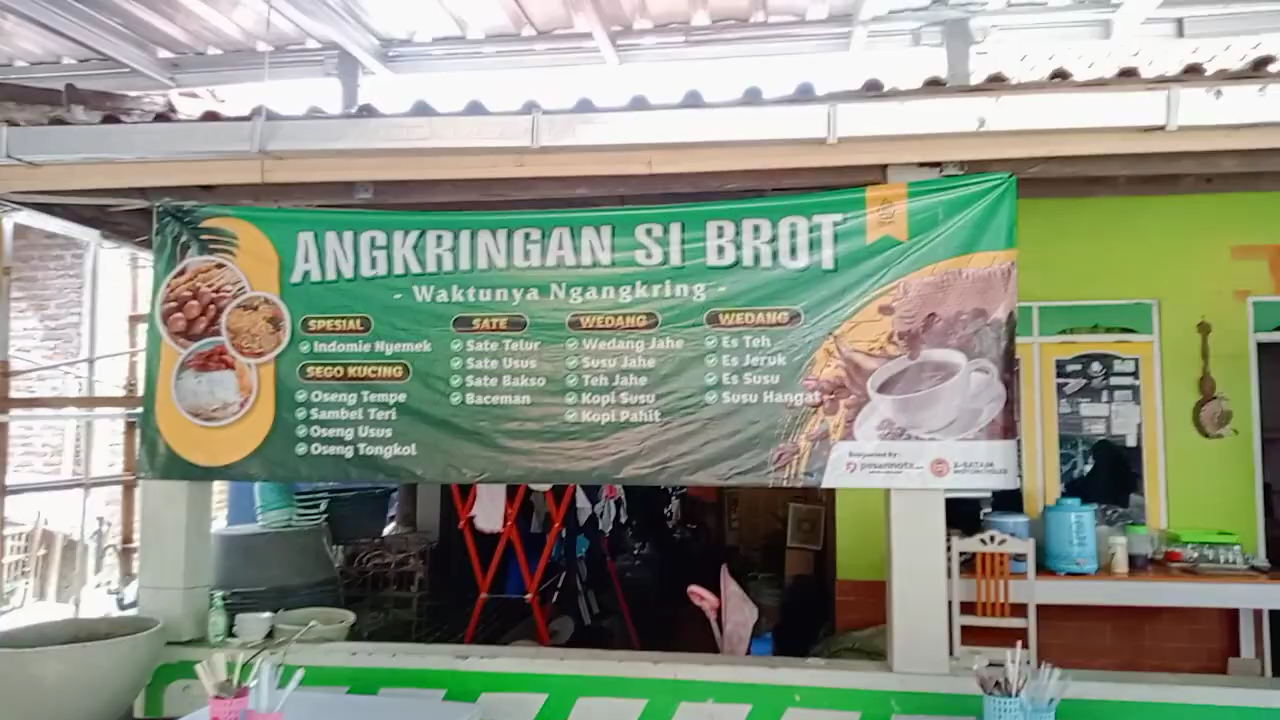 ANGKRINGAN SI BROT
- Waktunya Ngangkring -
SPESIAL
Indomie Nyemek
SEGO KUCING
Oseng Tempe
Sambel Teri
Oseng Usus
Oseng Tongkol
SATE
Sate Telur
Sate Usus
Sate Bakso
Baceman
WEDANG
Wedang Jahe
Susu Jahe
Teh Jahe
Kopi Susu
Kopi Pahit
WEDANG
Es Teh
Es Jeruk
Es Susu
Susu Hangat